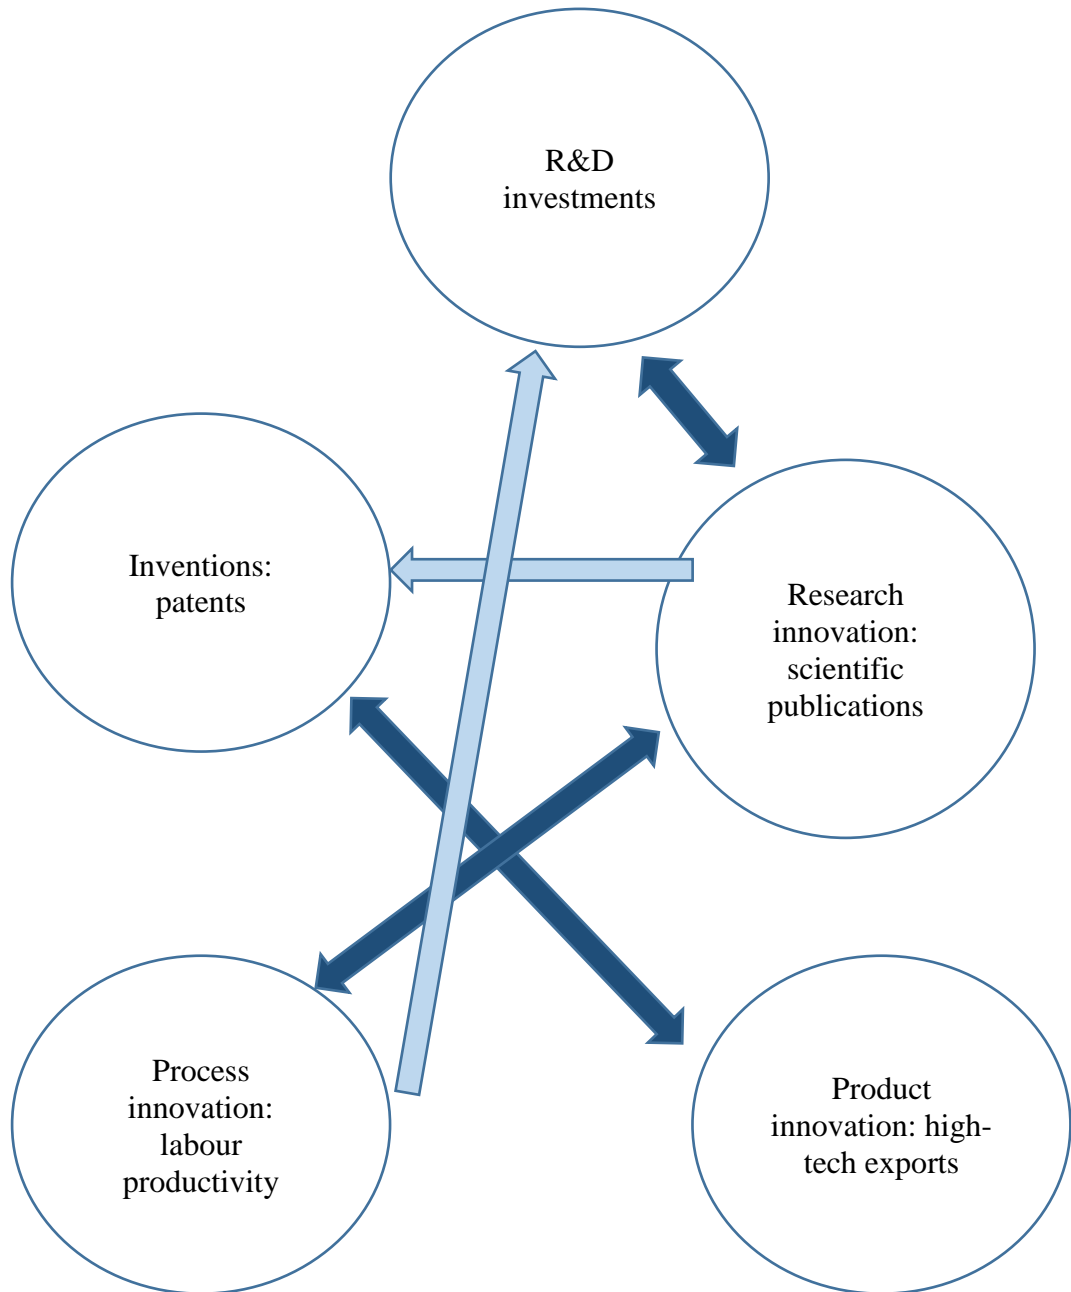 R&D
investments
Inventions:
patents
Research
innovation:
scientific
publications
Process
innovation:
labour
productivity
Product
innovation: high-
tech exports